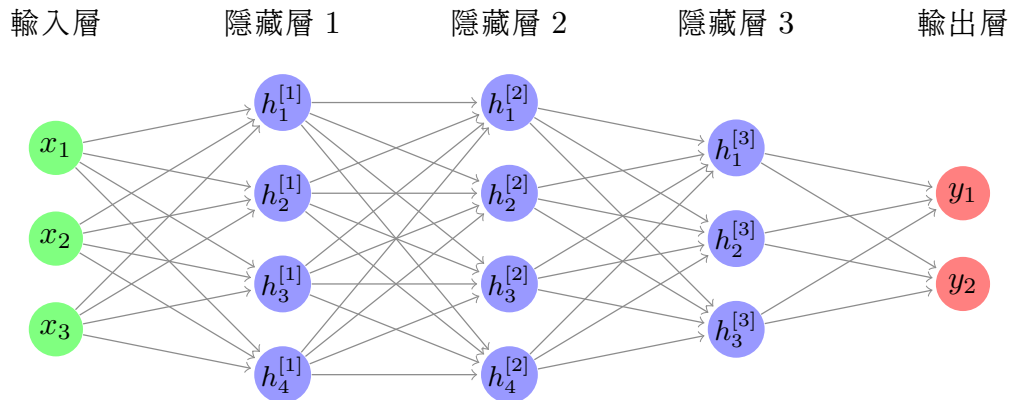 輸入層 隱藏層 1 隱藏層 2 隱藏層 3 輸出層
x₁
x₂
x₃
h₁^[1]
h₂^[1]
h₃^[1]
h₄^[1]
h₁^[2]
h₂^[2]
h₃^[2]
h₄^[2]
h₁^[3]
h₂^[3]
h₃^[3]
y₁
y₂